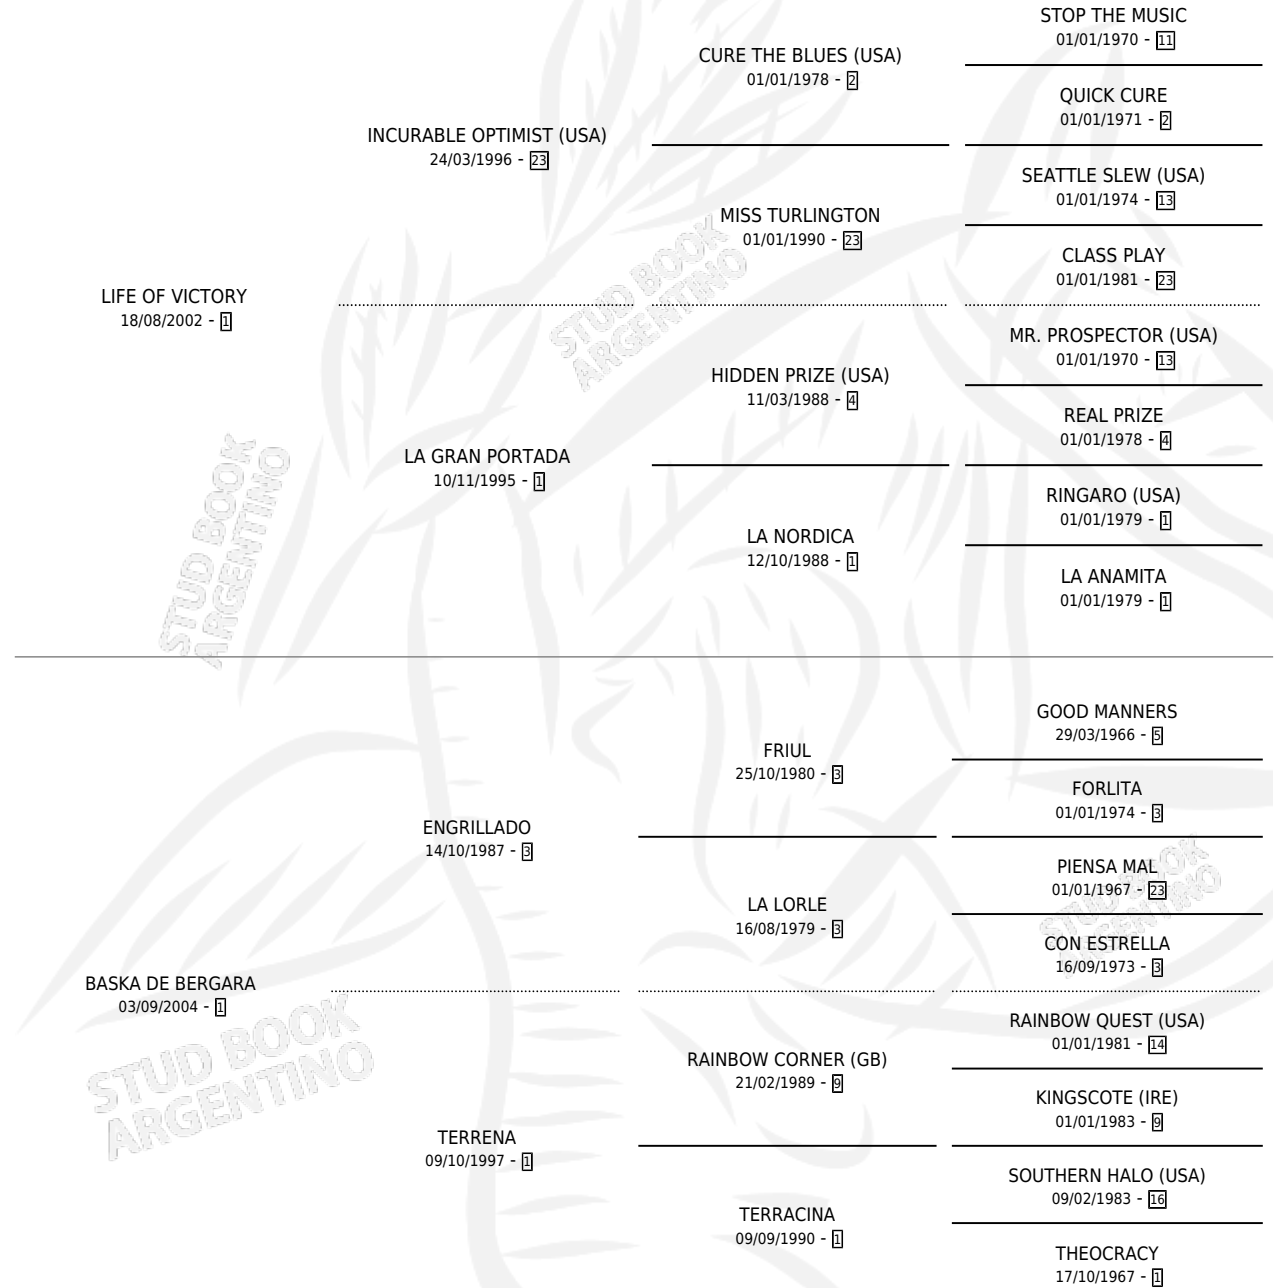 STOP THE MUSIC
01/01/1970 - 11
CURE THE BLUES (USA)
01/01/1978 - 2
QUICK CURE
01/01/1971 - 2
INCURABLE OPTIMIST (USA)
24/03/1996 - 23
SEATTLE SLEW (USA)
01/01/1974 - 13
MISS TURLINGTON
01/01/1990 - 23
CLASS PLAY
01/01/1981 - 23
LIFE OF VICTORY
18/08/2002 - 1
STUD BOOK
ARGENTINO
MR. PROSPECTOR (USA)
01/01/1970 - 13
HIDDEN PRIZE (USA)
11/03/1988 - 4
REAL PRIZE
01/01/1978 - 4
LA GRAN PORTADA
10/11/1995 - 1
RINGARO (USA)
01/01/1979 - 1
LA NORDICA
12/10/1988 - 1
LA ANAMITA
01/01/1979 - 1
STUD BOOK
ARGENTINO
GOOD MANNERS
29/03/1966 - 5
FRIUL
25/10/1980 - 3
FORLITA
01/01/1974 - 3
ENGRILLADO
14/10/1987 - 3
PIENSA MAL
01/01/1967 - 23
LA LORLE
16/08/1979 - 3
CON ESTRELLA
16/09/1973 - 3
STUD BOOK
ARGENTINO
BASKA DE BERGARA
03/09/2004 - 1
RAINBOW QUEST (USA)
01/01/1981 - 14
RAINBOW CORNER (GB)
21/02/1989 - 9
KINGSCOTE (IRE)
01/01/1983 - 9
STUD BOOK
ARGENTINO
TERRENA
09/10/1997 - 1
SOUTHERN HALO (USA)
09/02/1983 - 16
TERRACINA
09/09/1990 - 1
THEOCRACY
17/10/1967 - 1